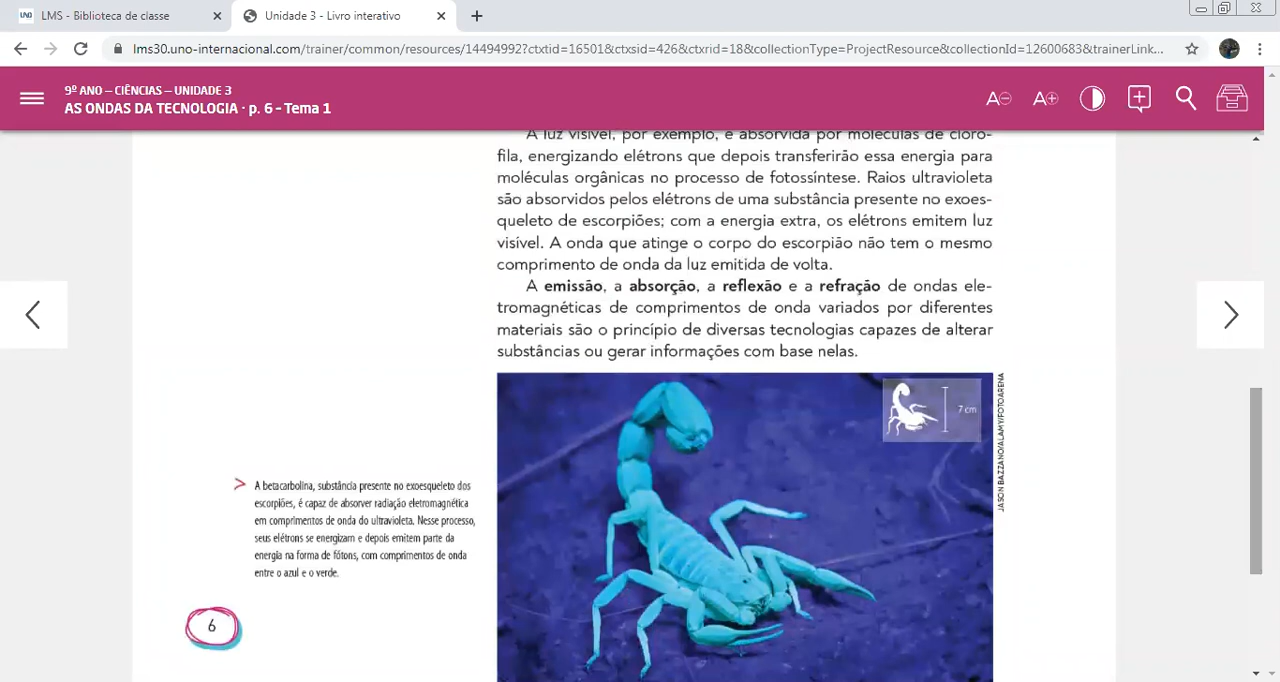 LMS - Biblioteca de classe
Unidade 3 - Livro interativo
lms30.uno-internacional.com/trainer/common/resources/14494992?ctxtid=16501&ctxsid=426&ctxrid=18&collectionType=ProjectResource&collectionId=12600683&trainerLink...
9º ANO – CIÊNCIAS – UNIDADE 3
AS ONDAS DA TECNOLOGIA · p. 6 - Tema 1
A
A
A luz visível, por exemplo, é absorvida por moléculas de cloro-
fila, energizando elétrons que depois transferirão essa energia para
moléculas orgânicas no processo de fotossíntese. Raios ultravioleta
são absorvidos pelos elétrons de uma substância presente no exoes-
queleto de escorpiões; com a energia extra, os elétrons emitem luz
visível. A onda que atinge o corpo do escorpião não tem o mesmo
comprimento de onda da luz emitida de volta.
A emissão, a absorção, a reflexão e a refração de ondas ele-
tromagnéticas de comprimentos de onda variados por diferentes
materiais são o princípio de diversas tecnologias capazes de alterar
substâncias ou gerar informações com base nelas.
7 cm
JASON BAZZANO/ALAMY/FOTOARENA
A betacarbolina, substância presente no exoesqueleto dos
escorpiões, é capaz de absorver radiação eletromagnética
em comprimentos de onda do ultravioleta. Nesse processo,
seus elétrons se energizam e depois emitem parte da
energia na forma de fótons, com comprimentos de onda
entre o azul e o verde.
6